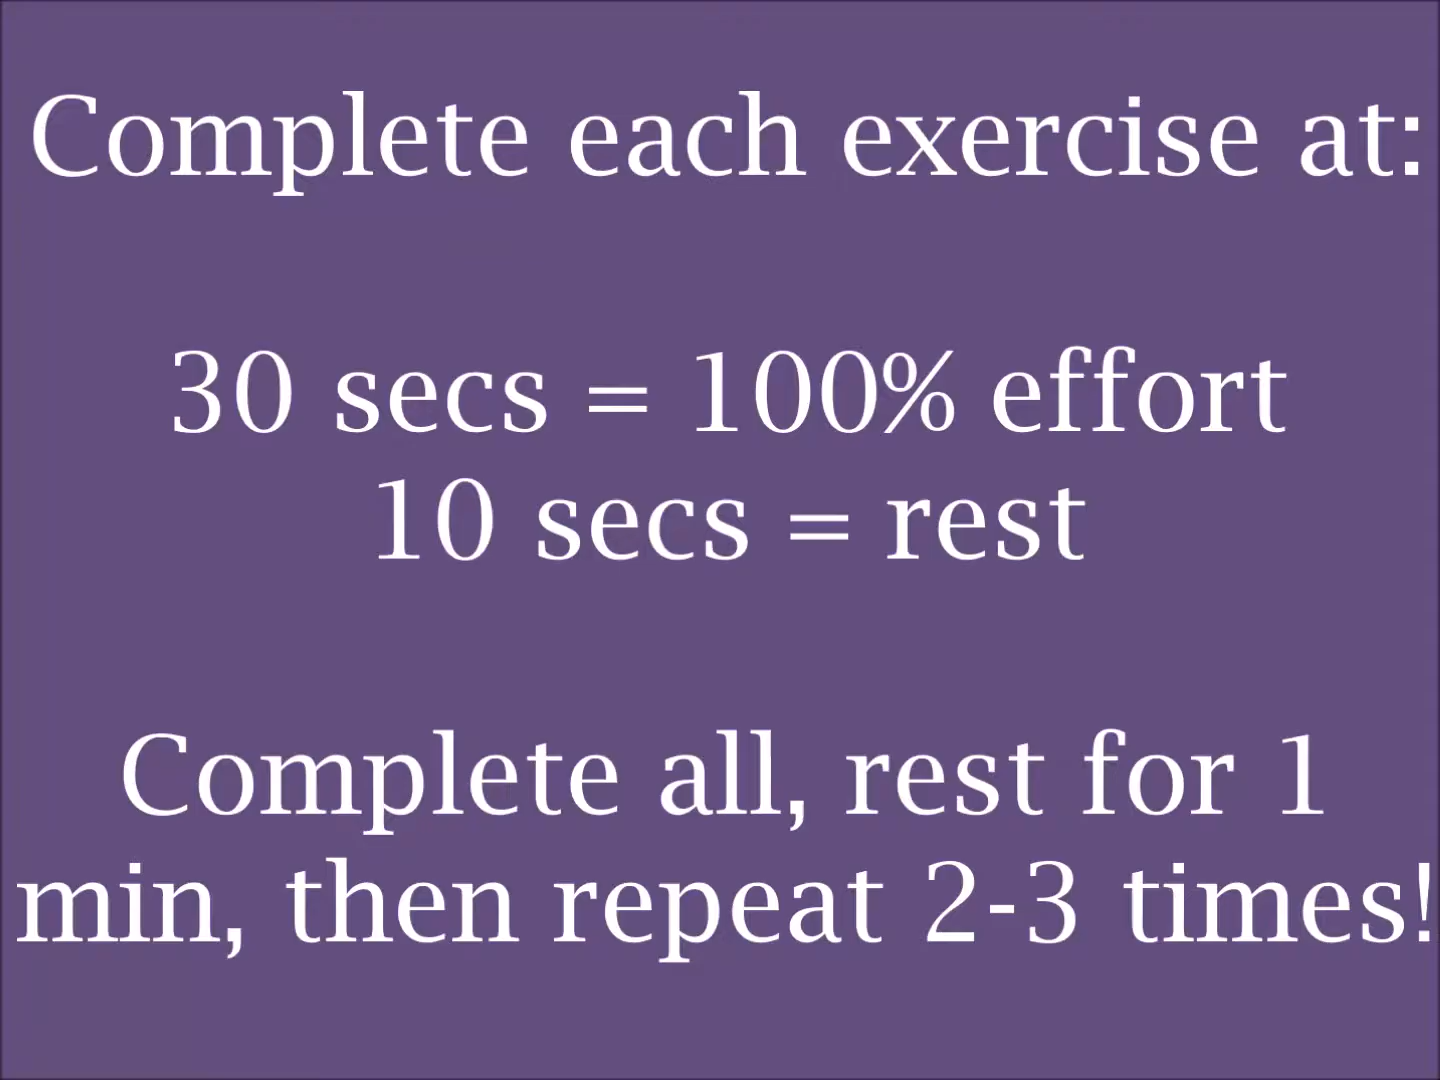 Complete each exercise at:
30 secs = 100% effort
10 secs = rest
Complete all, rest for 1
min, then repeat 2-3 times!